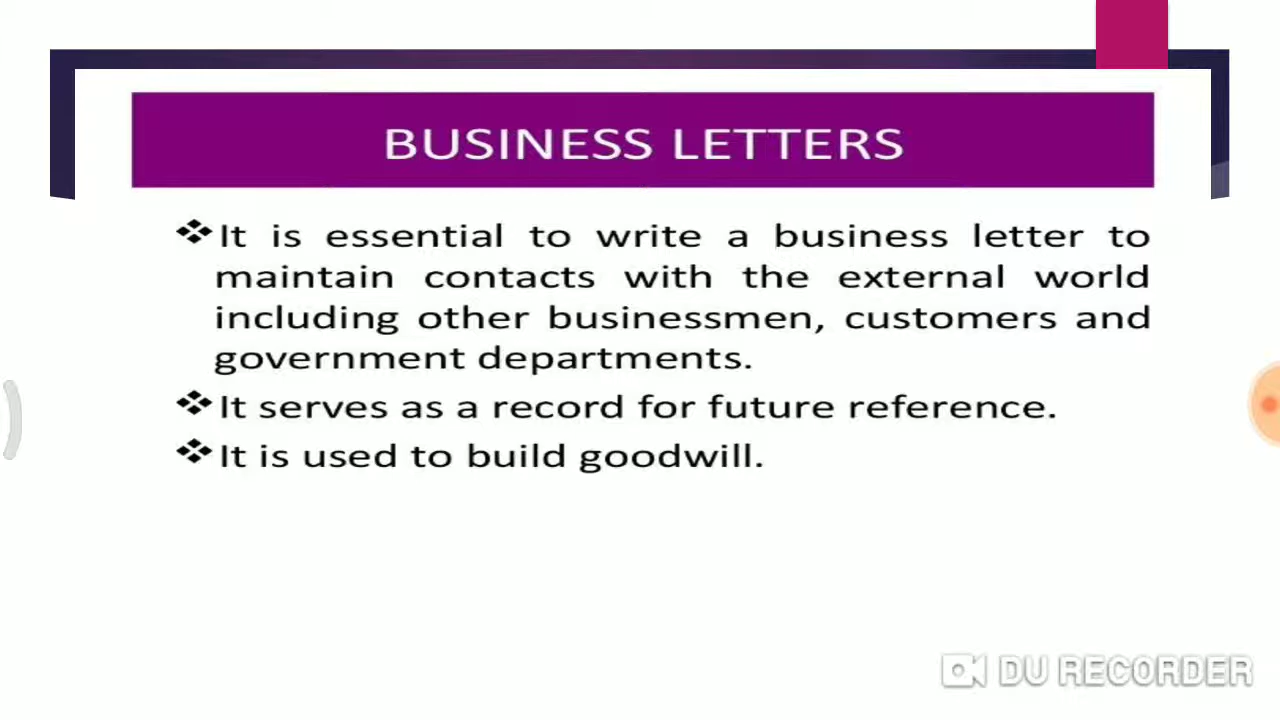 BUSINESS LETTERS
❖It is essential to write a business letter to
maintain contacts with the external world
including other businessmen, customers and
government departments.
❖It serves as a record for future reference.
❖It is used to build goodwill.
DU RECORDER